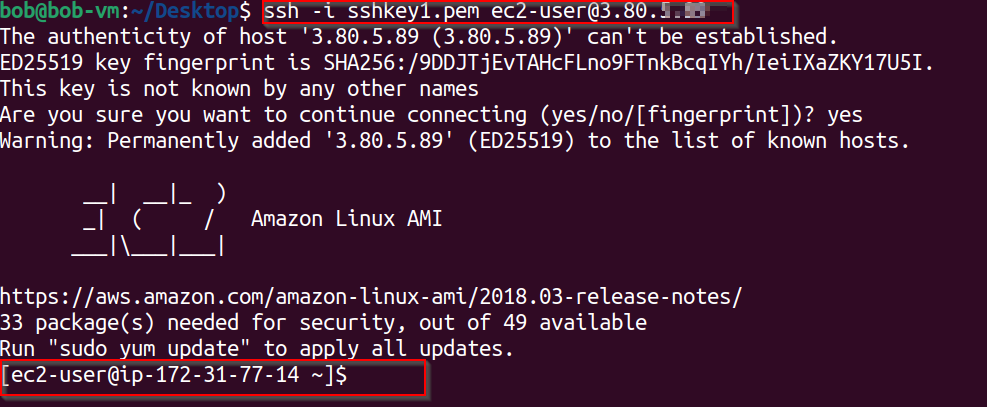 bob@bob-vm:~/Desktop$ ssh -i sshkey1.pem ec2-user@3.80.
The authenticity of host '3.80.5.89 (3.80.5.89)' can't be established.
ED25519 key fingerprint is SHA256:/9DDJTjEvTAHcFLno9FTnkBcqIYh/IeiIXaZKY17U5I.
This key is not known by any other names
Are you sure you want to continue connecting (yes/no/[fingerprint])? yes
Warning: Permanently added '3.80.5.89' (ED25519) to the list of known hosts.
__|  __|_  )
_|  (     /   Amazon Linux AMI
___|\___|___|
https://aws.amazon.com/amazon-linux-ami/2018.03-release-notes/
33 package(s) needed for security, out of 49 available
Run "sudo yum update" to apply all updates.
[ec2-user@ip-172-31-77-14 ~]$